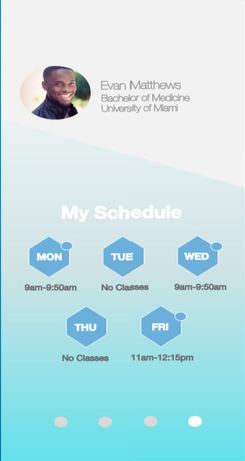 Evan Matthews
Bachelor of Medicine
University of Miami
My Schedule
MON TUE WED
9am-9:50am No Classes 9am-9:50am
THU FRI
No Classes 11am-12:15pm